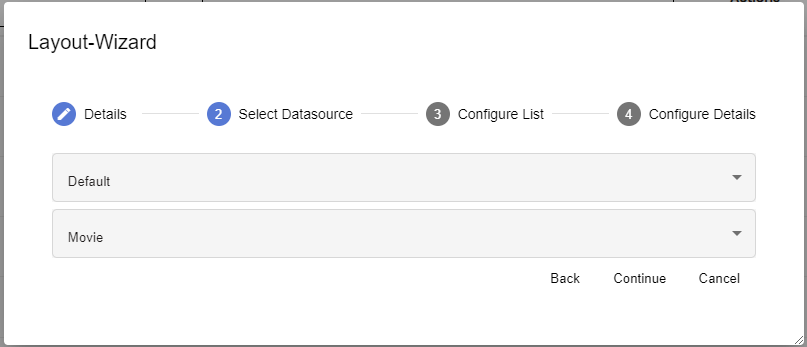 Layout-Wizard
Details 2 Select Datasource 3 Configure List 4 Configure Details
Default
Movie
Back Continue Cancel